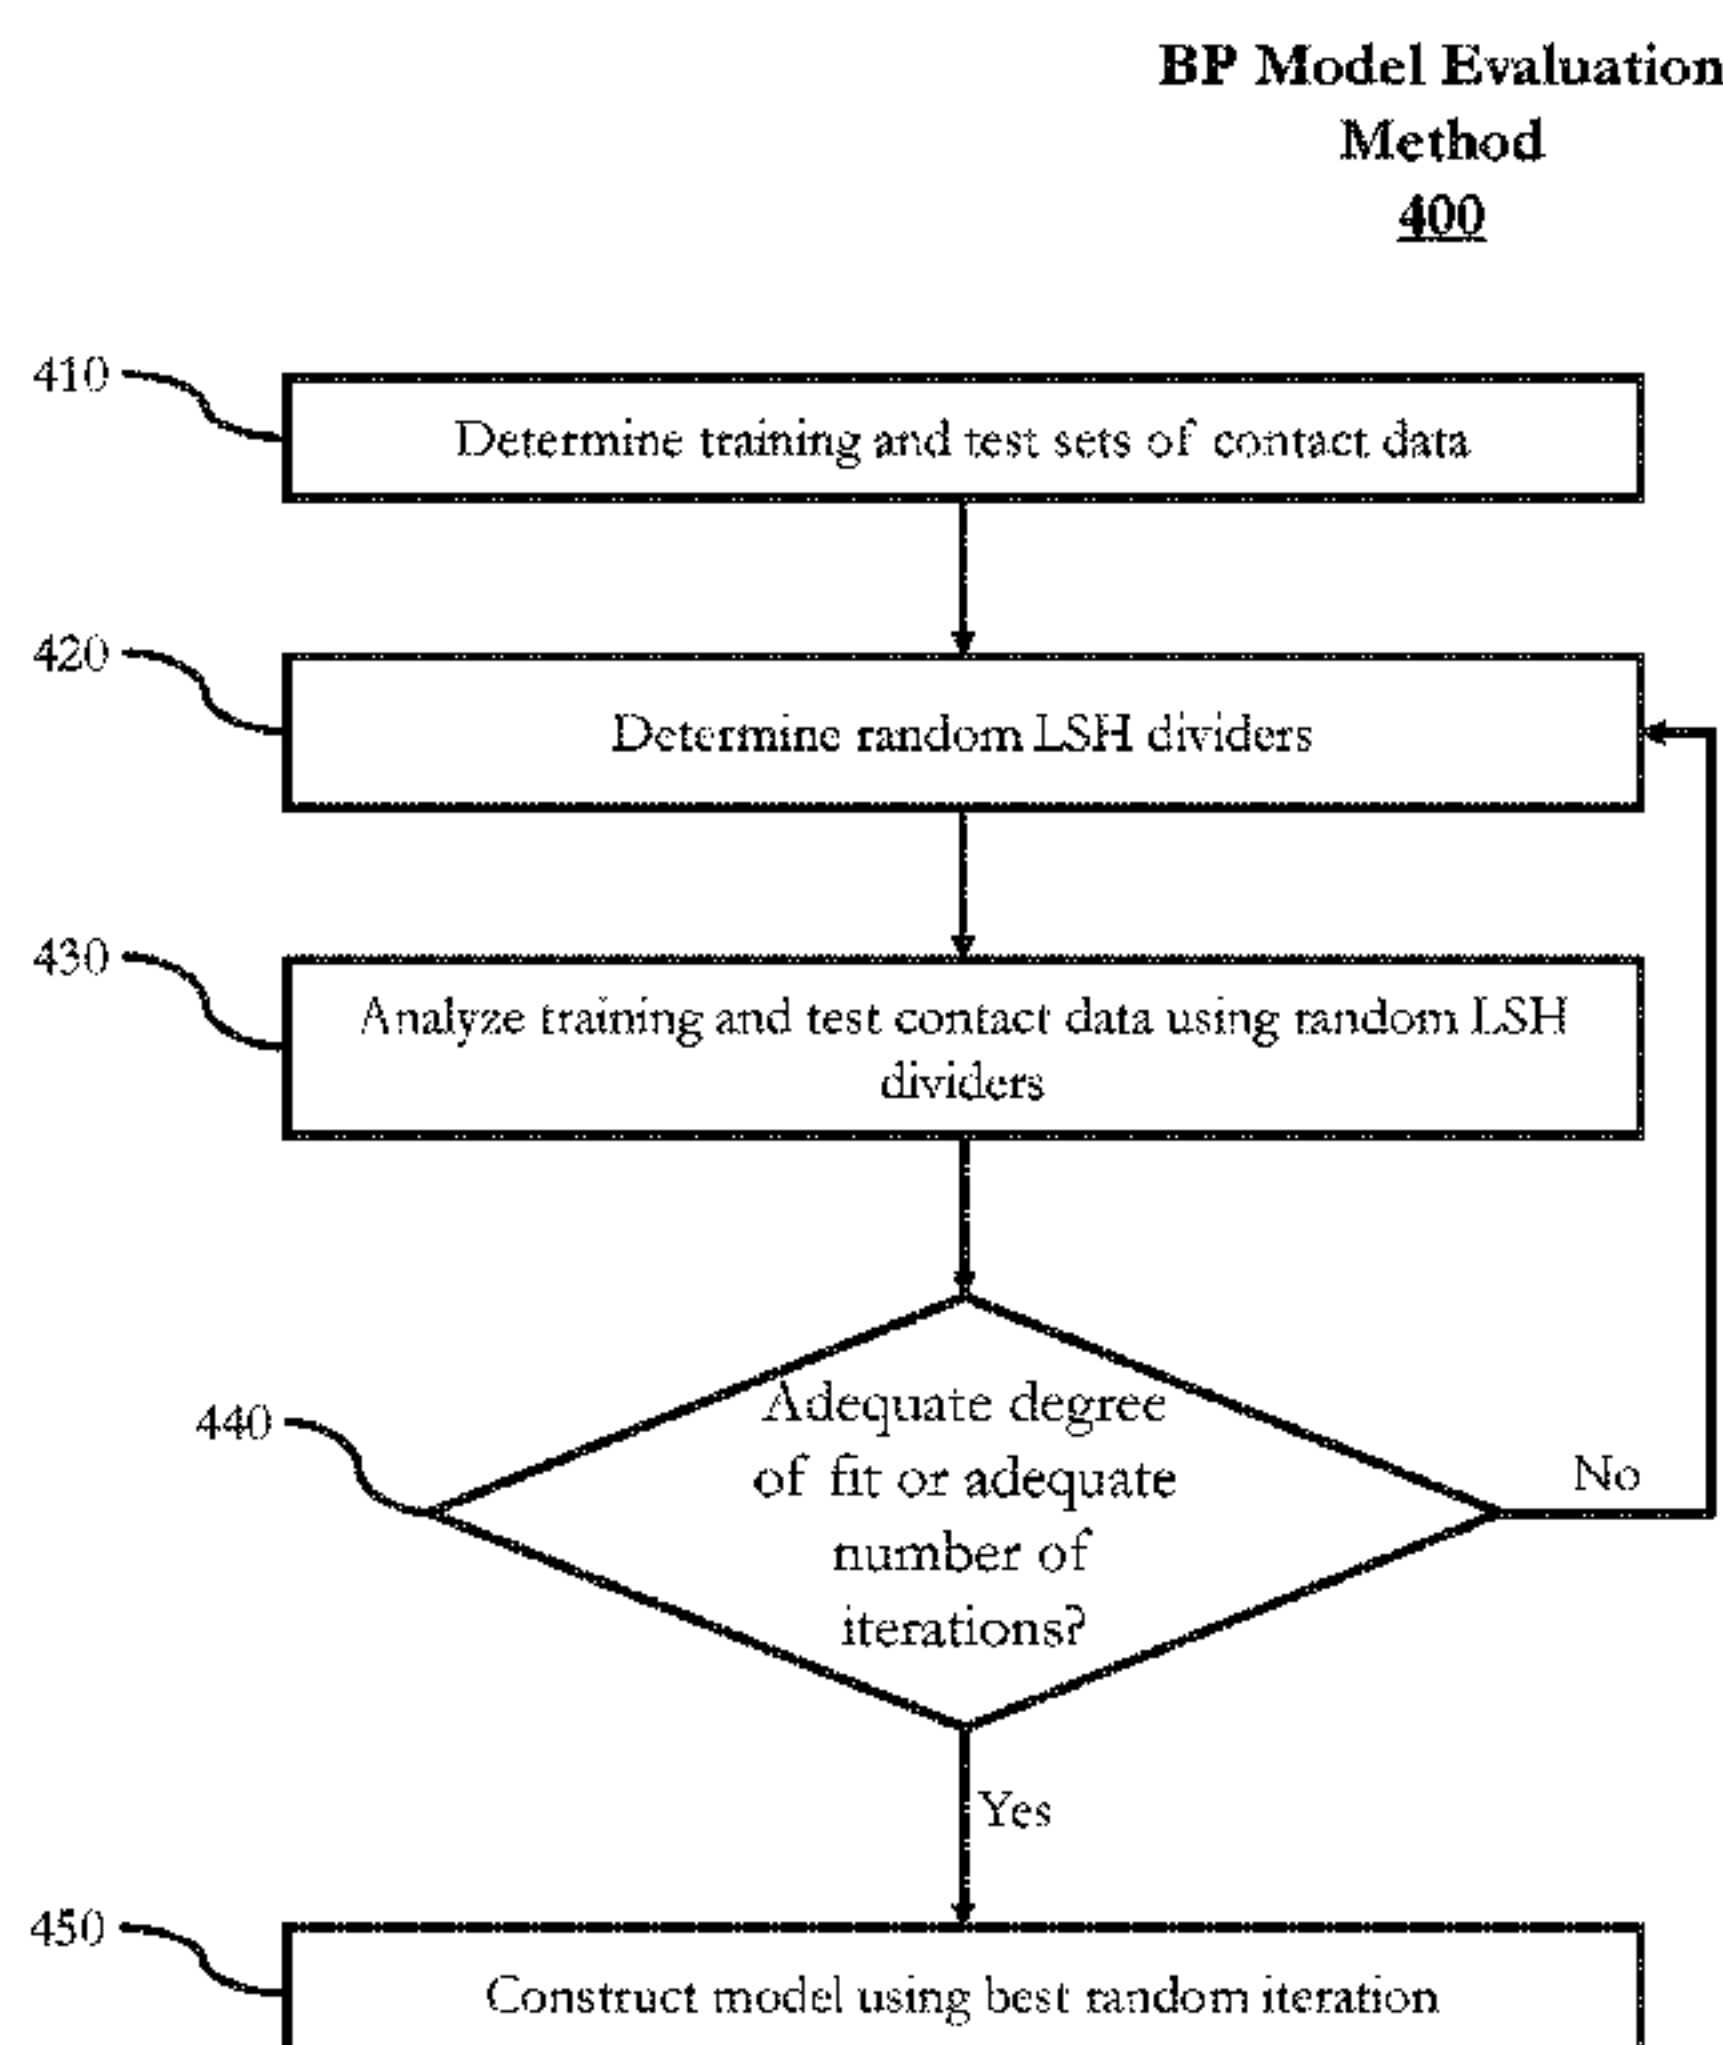 BP Model Evaluation
Method
400
410
Determine training and test sets of contact data
420
Determine random LSH dividers
430
Analyze training and test contact data using random LSH
dividers
440
Adequate degree
of fit or adequate
number of
iterations?
No
Yes
450
Construct model using best random iteration